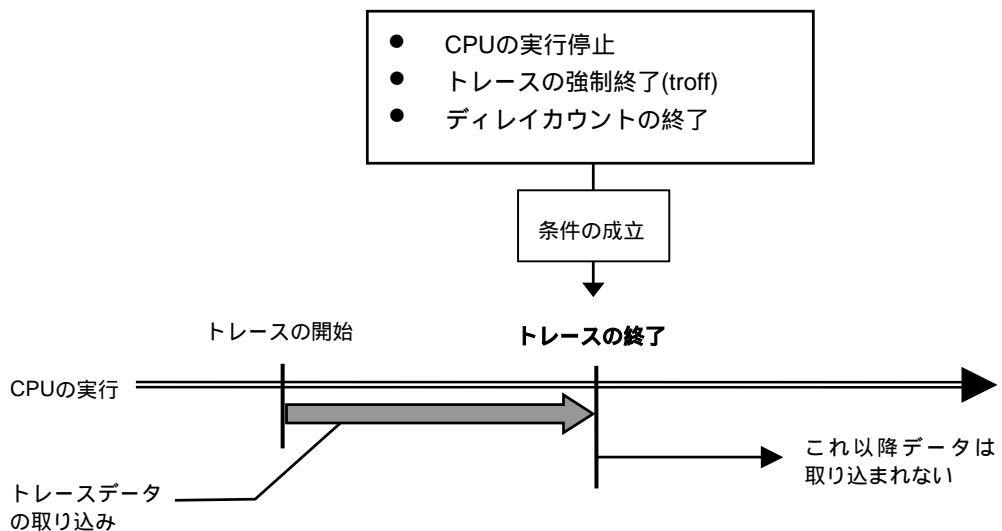 ● CPUの実行停止
● トレースの強制終了(troff)
● ディレイカウントの終了
条件の成立
トレースの開始
トレースの終了
CPUの実行
これ以降データは
取り込まれない
トレースデータ
の取り込み